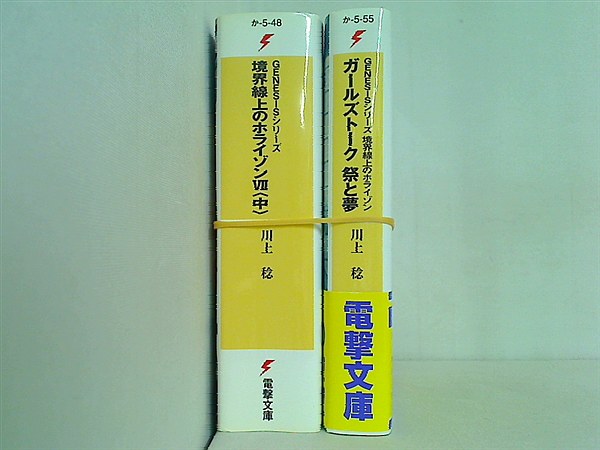 か-5-48
GENESISシリーズ
境界線上のホライゾンⅦ〈中〉
川上 稔
電撃文庫
か-5-55
GENESISシリーズ 境界線上のホライゾン
ガールズトーク 祭と夢
川上 稔
電撃文庫